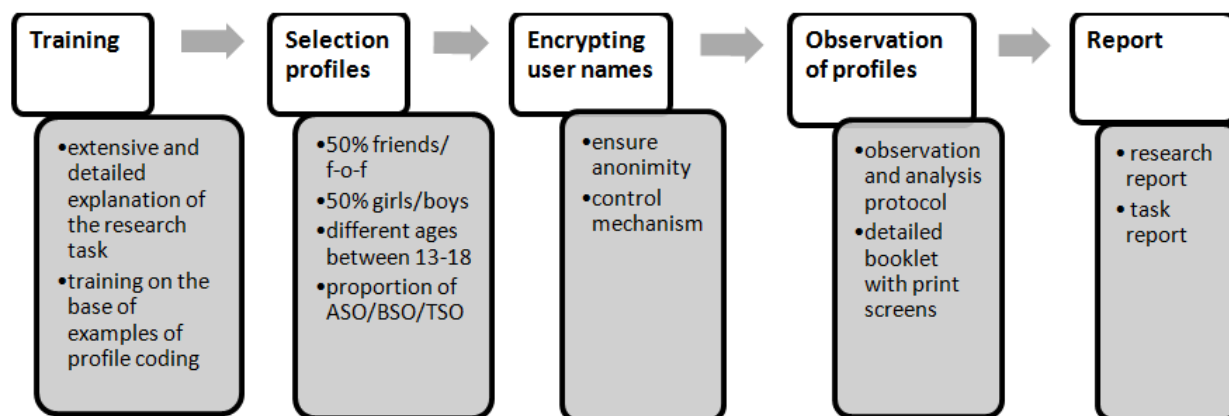 Training
•extensive and
detailed
explanation of
the research
task
•training on the
base of
examples of
profile coding
Selection
profiles
•50% friends/
f-o-f
•50% girls/boys
•different ages
between 13-18
•proportion of
ASO/BSO/TSO
Encrypting
user names
•ensure
anonimity
•control
mechanism
Observation
of profiles
•observation
and analysis
protocol
•detailed
booklet
with print
screens
Report
• research
report
• task
report